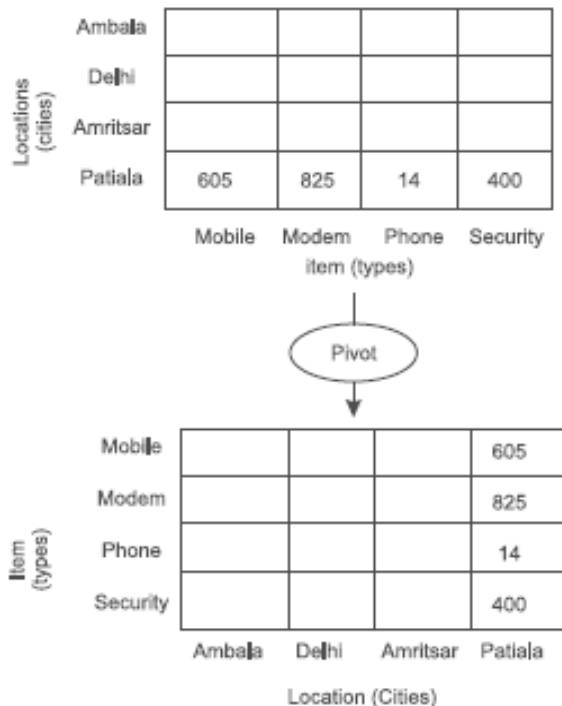 Ambala
Delhi
Amritsar
Patiala 605 825 14 400
Locations
(cities)
Mobile Modem Phone Security
item (types)
Pivot
Mobile 605
Modem 825
Phone 14
Security 400
Item
(types)
Ambala Delhi Amritsar Patiala
Location (Cities)